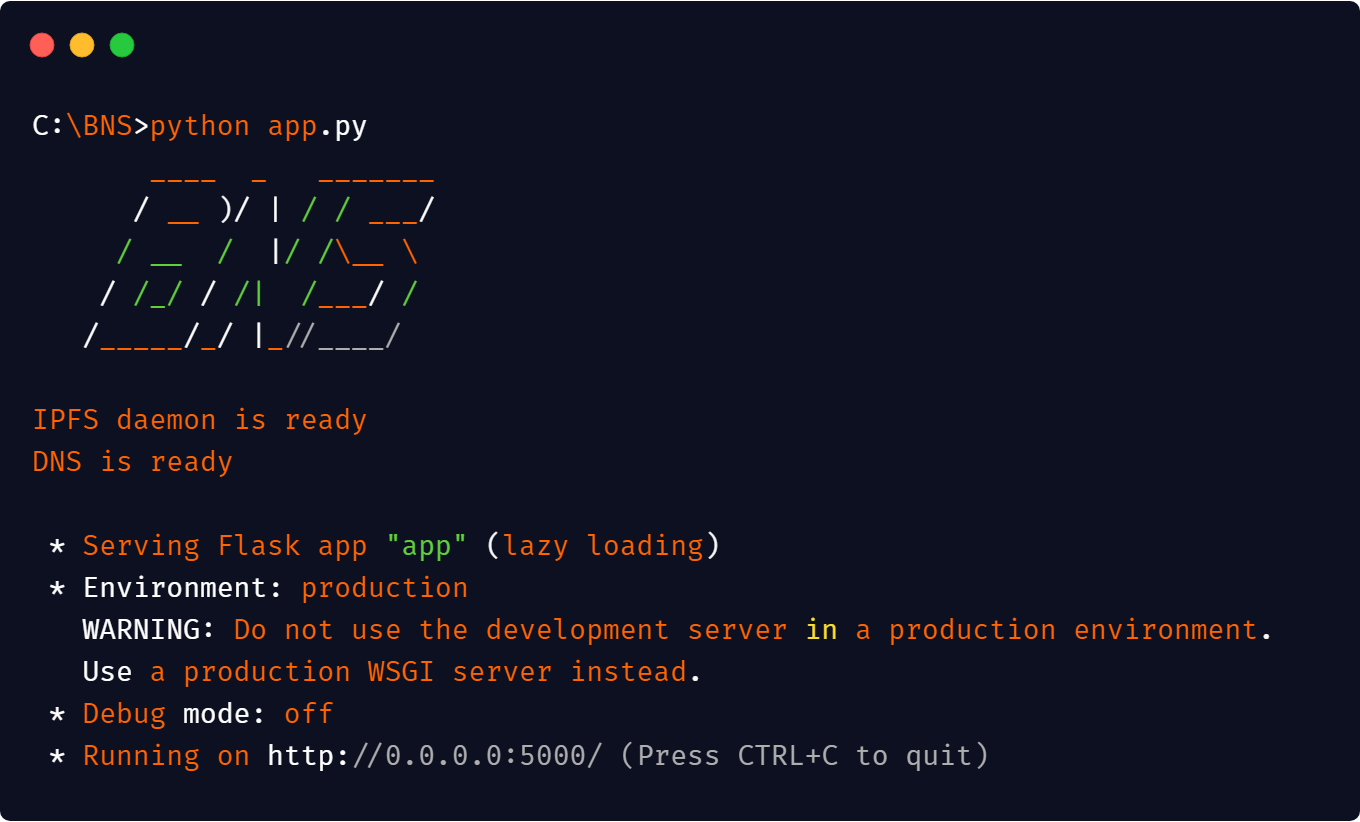 C:\BNS>python app.py
       ____  _   _______
      / __ )/ | / / ___/
     / __  /  |/ /\__ \
    / /_/ / /|  /___/ /
   /_____/_/ |_//____/
IPFS daemon is ready
DNS is ready
 * Serving Flask app "app" (lazy loading)
 * Environment: production
   WARNING: Do not use the development server in a production environment.
   Use a production WSGI server instead.
 * Debug mode: off
 * Running on http://0.0.0.0:5000/ (Press CTRL+C to quit)